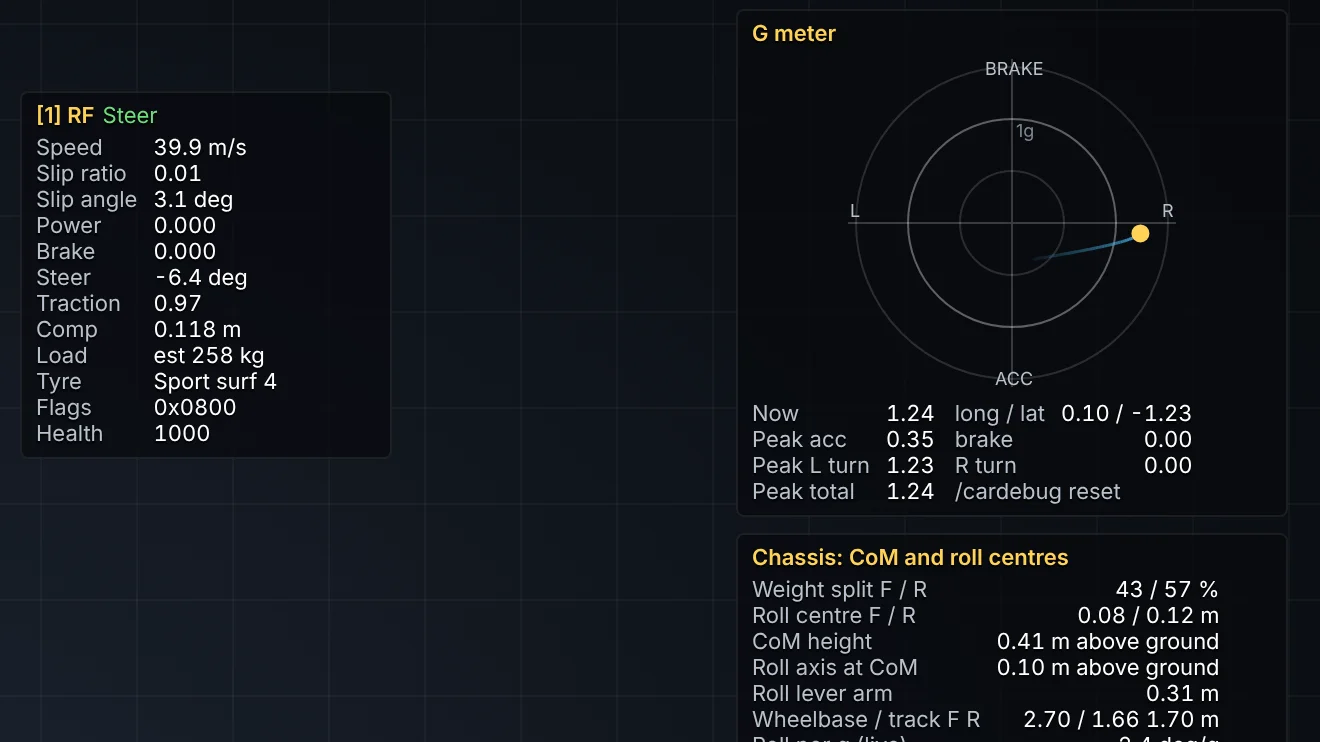 [1] RF Steer
Speed 39.9 m/s
Slip ratio 0.01
Slip angle 3.1 deg
Power 0.000
Brake 0.000
Steer -6.4 deg
Traction 0.97
Comp 0.118 m
Load est 258 kg
Tyre Sport surf 4
Flags 0x0800
Health 1000
G meter
BRAKE
1g
L R
ACC
Now 1.24 long / lat 0.10 / -1.23
Peak acc 0.35 brake 0.00
Peak L turn 1.23 R turn 0.00
Peak total 1.24 /cardebug reset
Chassis: CoM and roll centres
Weight split F / R 43 / 57 %
Roll centre F / R 0.08 / 0.12 m
CoM height 0.41 m above ground
Roll axis at CoM 0.10 m above ground
Roll lever arm 0.31 m
Wheelbase / track F R 2.70 / 1.66 1.70 m